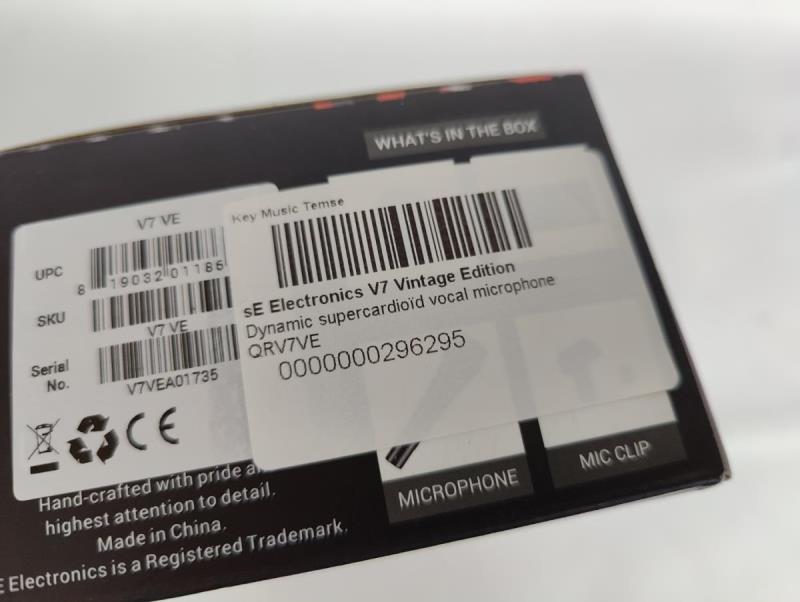 WHAT'S IN THE BOX
V7 VE
UPC
8 19032 01186
SKU
V7 VE
Serial
No.
V7VEA01735
CE
Key Music Temse
sE Electronics V7 Vintage Edition
Dynamic supercardioïd vocal microphone
QRV7VE
0000000296295
MICROPHONE
MIC CLIP
Hand-crafted with pride
highest attention to detail.
Made in China.
E Electronics is a Registered Trademark.